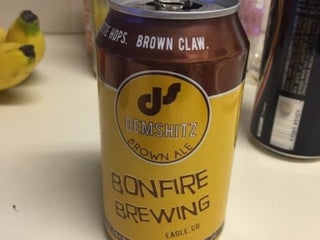 HOPS. BROWN CLAW.
ds
DEMSHITZ
BROWN ALE
BONFIRE
BREWING
EAGLE, CO